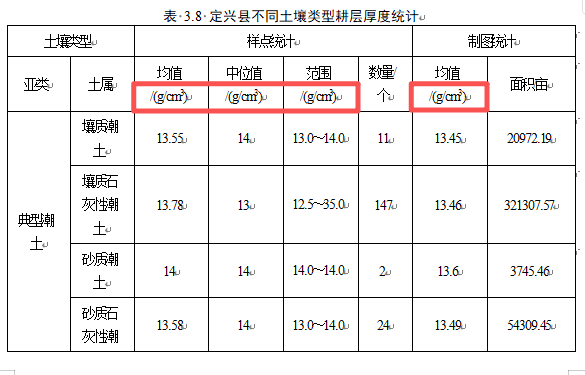 表 3.8 定兴县不同土壤类型耕层厚度统计
土壤类型 样点统计 制图统计
亚类 土属 均值 中位值 范围 数量/ 均值 面积亩
/(g/cm³) /(g/cm³) /(g/cm³) 个 /(g/cm³)
典型潮土
壤质潮
土
13.55 14 13.0~14.0 11 13.45 20972.19
壤质石
灰性潮
土
13.78 13 12.5~35.0 147 13.46 321307.57
砂质潮
土
14 14 14.0~14.0 2 13.6 3745.46
砂质石
灰性潮
13.58 14 13.0~14.0 24 13.49 54309.45